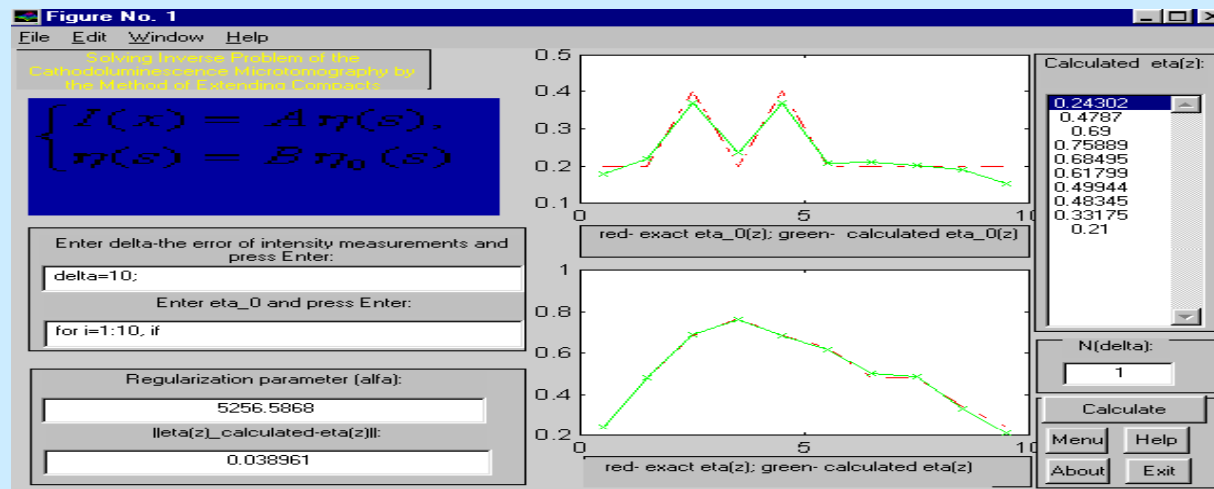 Figure No. 1
File Edit Window Help
Solving Inverse Problem of the
Cathodoluminescence Microtomography by
the Method of Extending Compacts
I(x) = A η(s),
η(s) = B η₀(s)
Enter delta-the error of intensity measurements and
press Enter:
delta=10;
Enter eta_0 and press Enter:
for i=1:10, if
Regularization parameter (alfa):
5256.5868
||eta(z)_calculated-eta(z)||:
0.038961
0.5
0.4
0.3
0.2
0.1
0 5 10
red- exact eta_0(z); green- calculated eta_0(z)
1
0.8
0.6
0.4
0.2
0 5 10
red- exact eta(z); green- calculated eta(z)
Calculated eta(z):
0.24302
0.4787
0.69
0.75889
0.68495
0.61799
0.49944
0.48345
0.33175
0.21
N(delta):
1
Calculate
Menu Help
About Exit